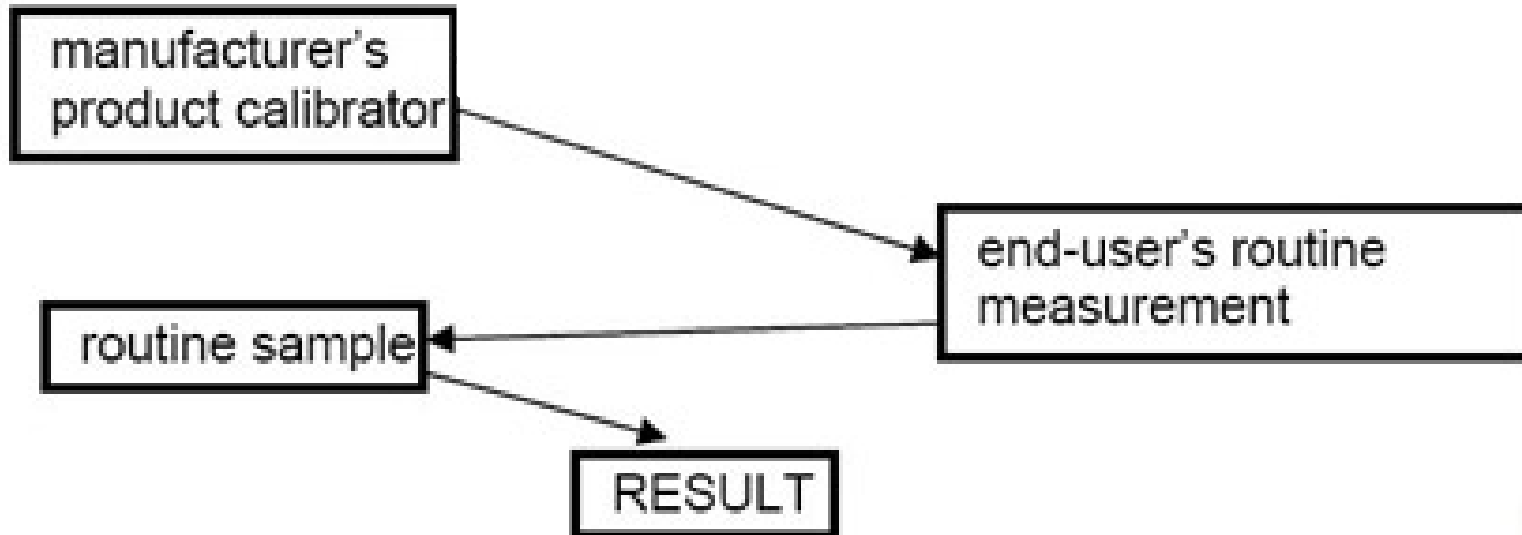 manufacturer's
product calibrator
end-user's routine
measurement
routine sample
RESULT